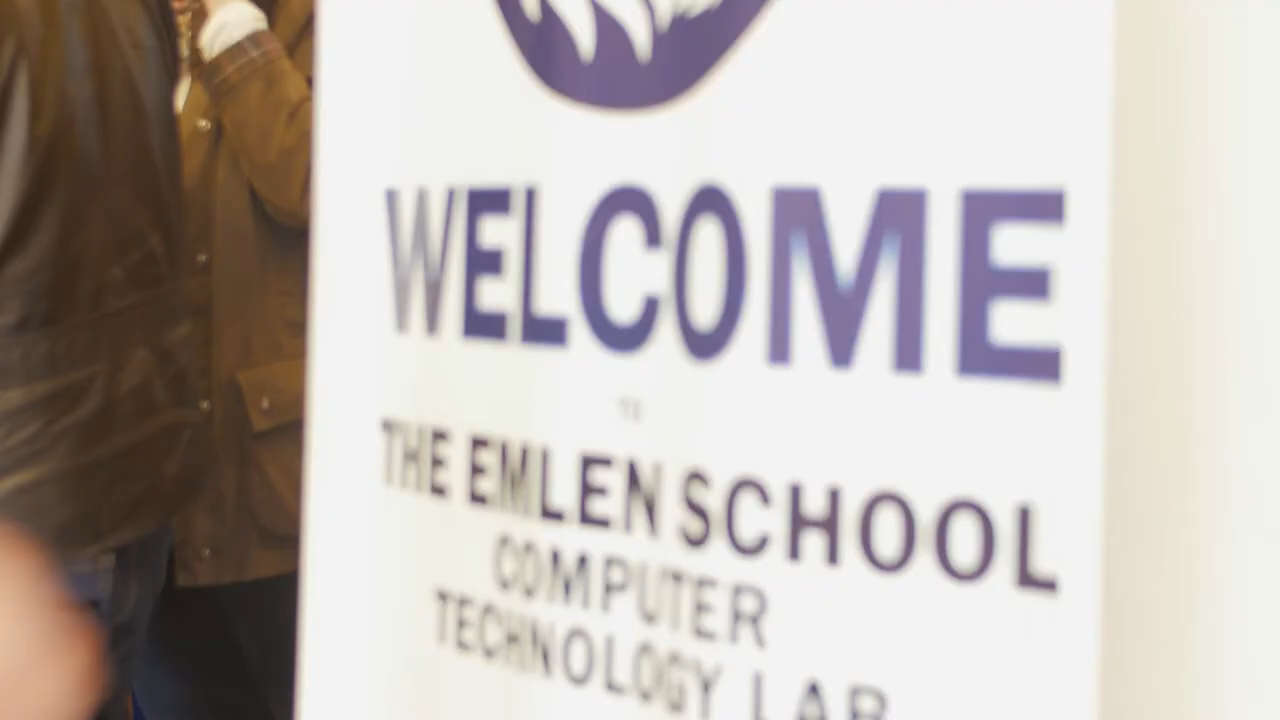 WELCOME
TO
THE EMLEN SCHOOL
COMPUTER
TECHNOLOGY LAB